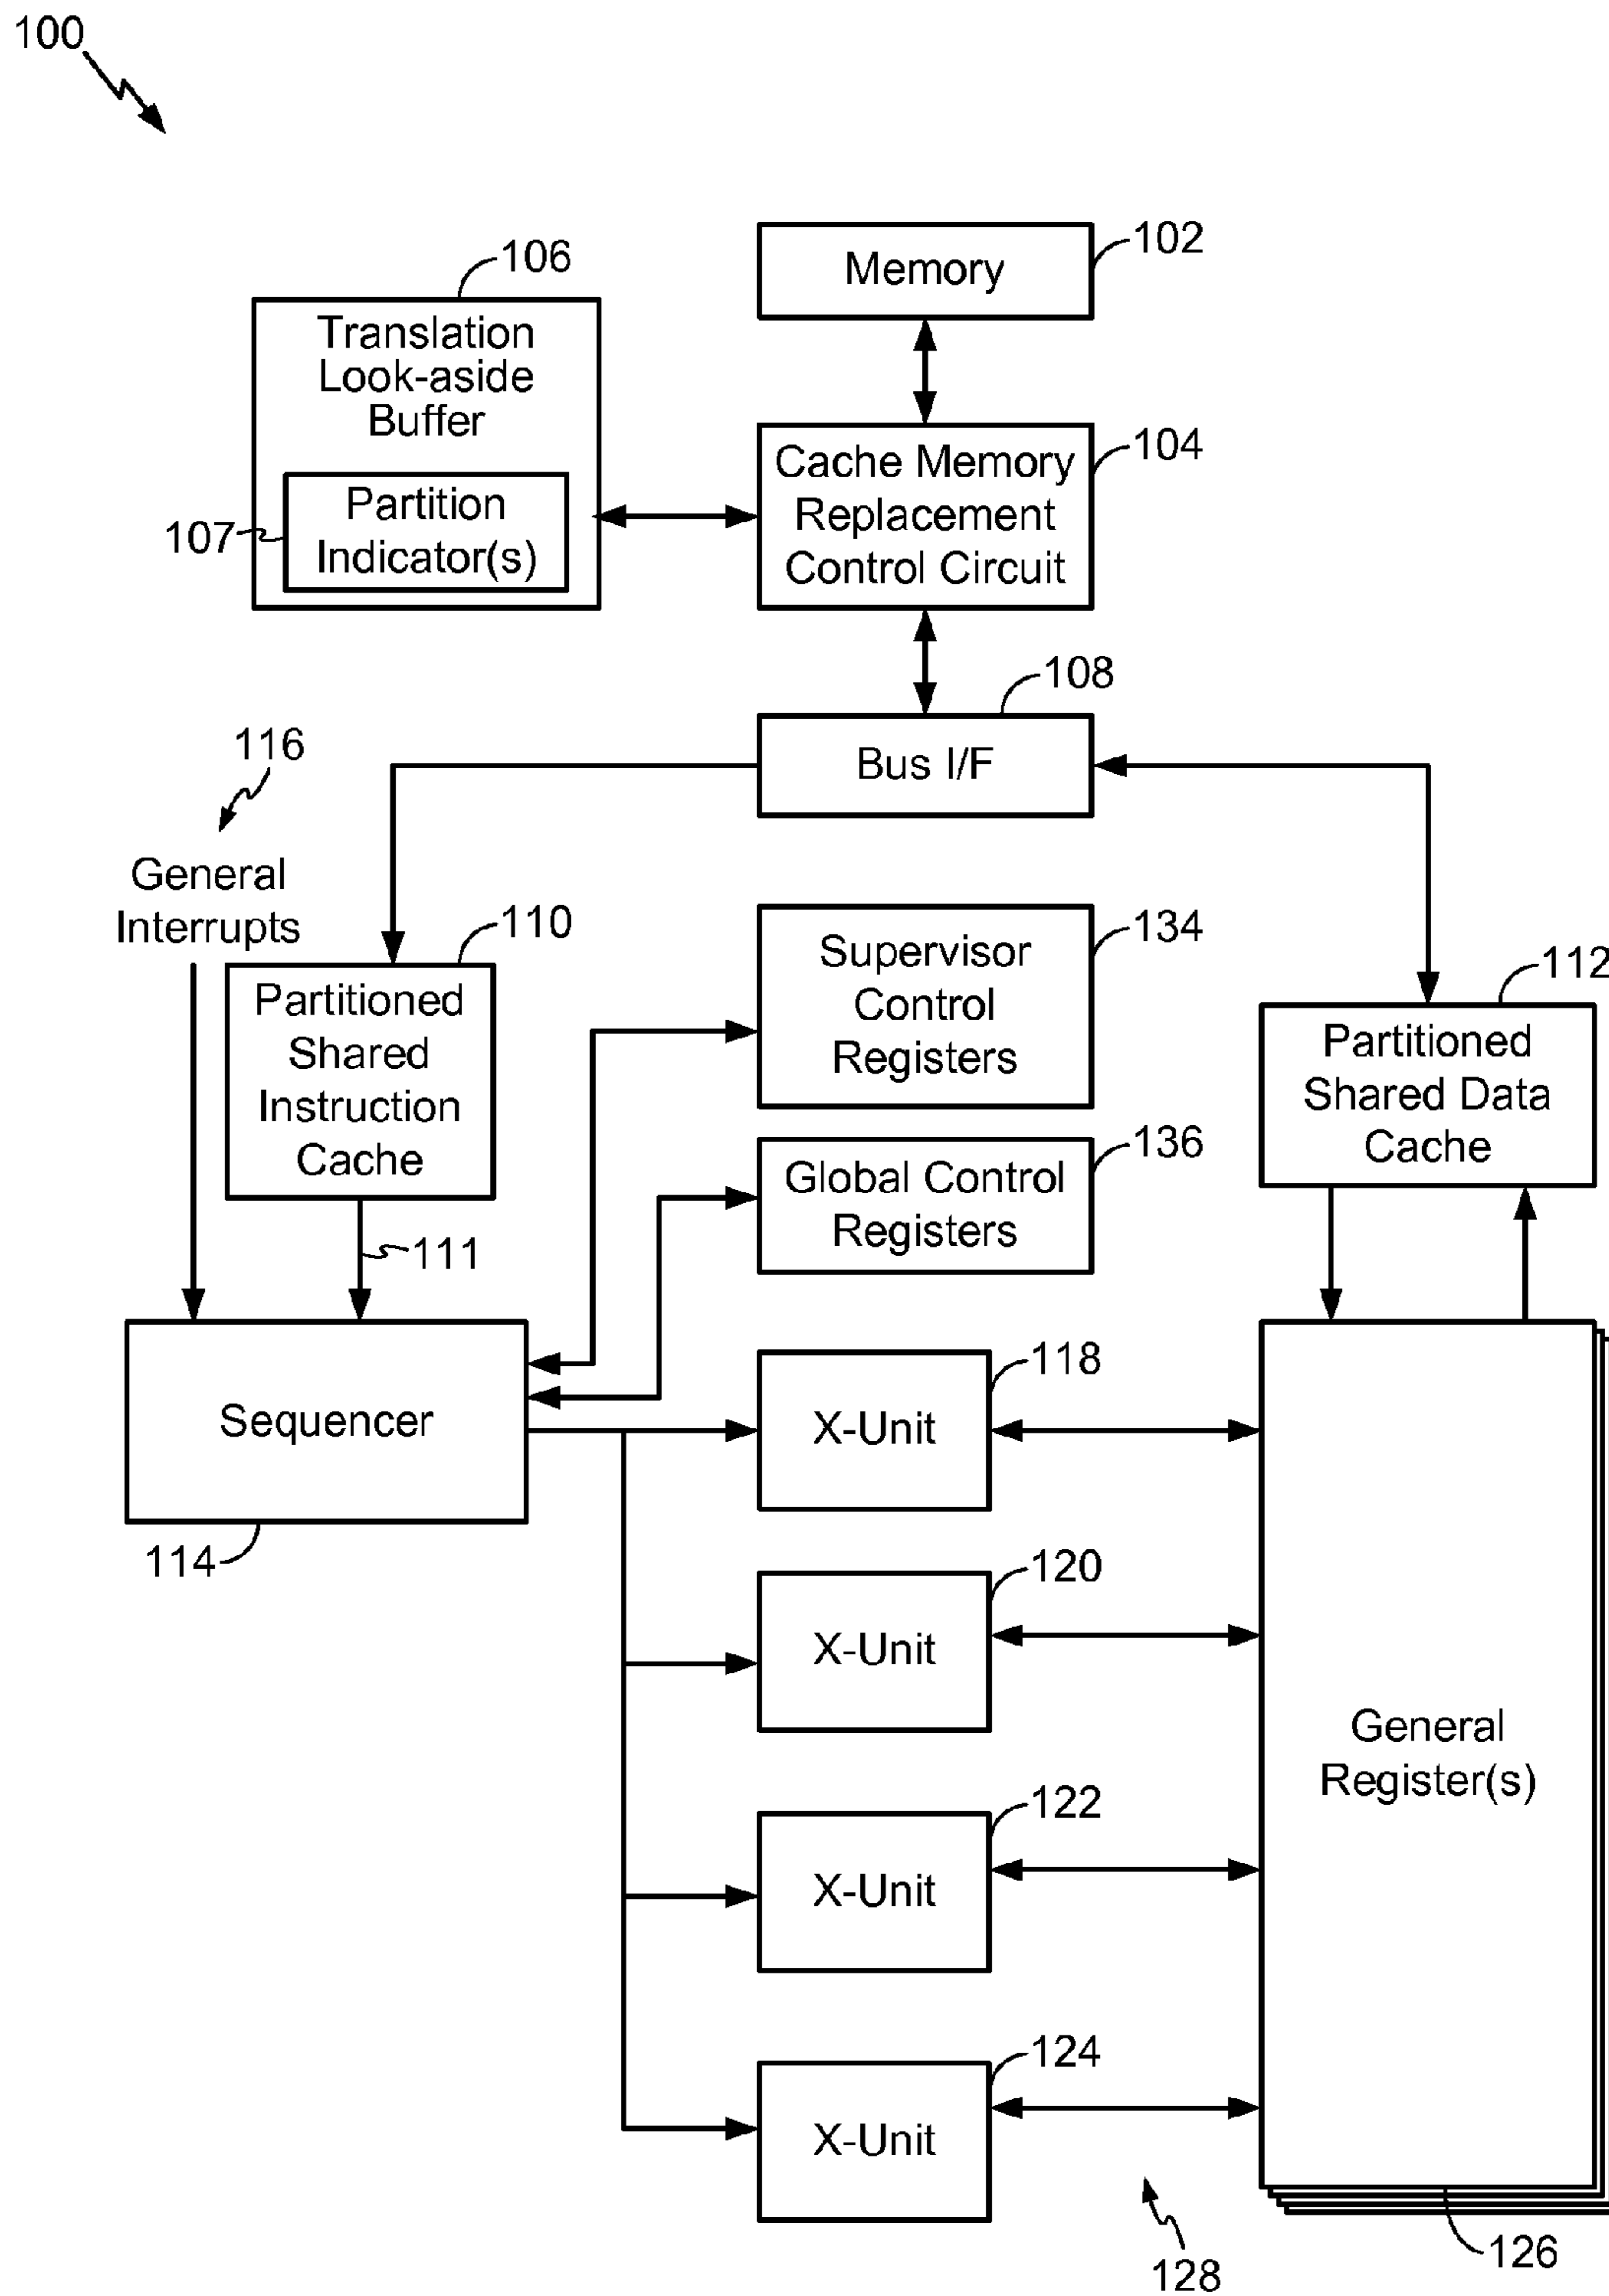 100
102
Memory
106
Translation
Look-aside
Buffer
104
Cache Memory
Replacement
Control Circuit
107
Partition
Indicator(s)
108
Bus I/F
116
General
Interrupts
110
Partitioned
Shared
Instruction
Cache
134
Supervisor
Control
Registers
112
Partitioned
Shared Data
Cache
136
Global Control
Registers
111
Sequencer
114
118
X-Unit
120
X-Unit
122
X-Unit
124
X-Unit
General
Register(s)
128
126